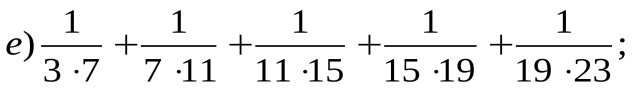 е) 1/(3·7) + 1/(7·11) + 1/(11·15) + 1/(15·19) + 1/(19·23);